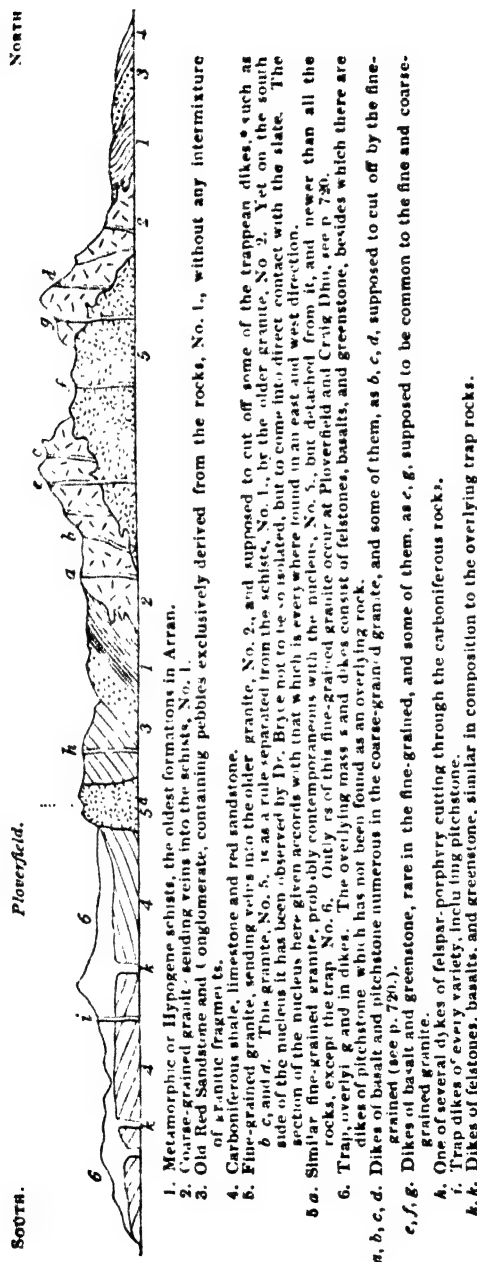 SOUTH. Ploverfield. NORTH
6 k i k 6 4 5a h 3 1 2 a b e c f 5 g d 2 c 1 3 4
1. Metamorphic or Hypogene schists, the oldest formations in Arran.
2. Coarse-grained granite sending veins into the schists, No. 1.
3. Old Red Sandstone and Conglomerate, containing pebbles exclusively derived from the rocks, No. 1., without any intermixture
of granitic fragments.
4. Carboniferous shale, limestone and red sandstone.
5. Fine-grained granite, sending veins into the older granite, No. 2., and supposed to cut off some of the trappean dikes,* such as
b c, and d. This granite, No. 5, is as a rule separated from the schists, No. 1., by the older granite, No 2. Yet on the south
side of the nucleus it has been observed by Dr. Bryce not to be so isolated, but to come into direct contact with the slate. The
section of the nucleus here given accords with that which is everywhere found in an east and west direction.
5 a. Similar fine-grained granite, probably contemporaneous with the nucleus, No. 5., but detached from it, and newer than all the
rocks, except the trap No. 6. Outly rs of this fine-grained granite occur at Ploverfield and Craig Dhu, see p 720.
6. Trap, overlyi g and in dikes. The overlying mass s and dikes consist of felstones, basalts, and greenstone, besides which there are
dikes of pitchstone which has not been found as an overlying rock.
a, b, c, d. Dikes of basalt and pitchstone numerous in the coarse-grained granite, and some of them, as b, c, d, supposed to cut off by the fine-
grained (see p. 720.).
e, f, g. Dikes of basalt and greenstone, rare in the fine-grained, and some of them, as e, g, supposed to be common to the fine and coarse-
grained granite.
h. One of several dykes of felspar-porphyry cutting through the carboniferous rocks.
i. Trap dikes of every variety, including pitchstone.
k, k. Dikes of felstones, basalts, and greenstone, similar in composition to the overlying trap rocks.